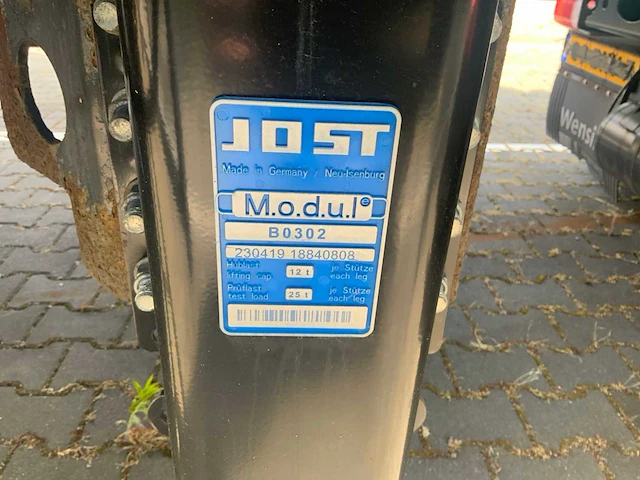 JOST
Made in Germany / Neu-Isenburg
M.o.d.u.l ®
B0302
230419 18840808
Hublast 12 t je Stütze
lifting cap. each leg
Prüflast 25 t je Stütze
test load each leg
Wensi